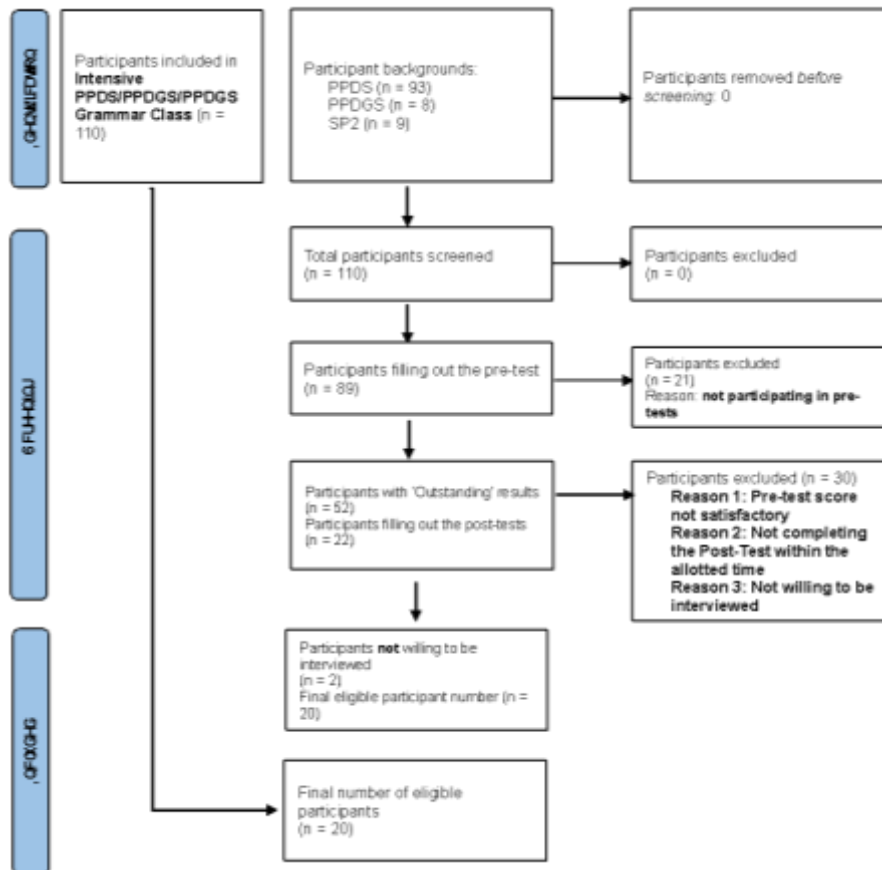 Participants included in
Intensive
PPDS/PPDGS/PPDGS
Grammar Class (n =
110)
Participant backgrounds:
PPDS (n = 93)
PPDGS (n = 8)
SP2 (n = 9)
Participants removed before
screening: 0
Total participants screened
(n = 110)
Participants excluded
(n = 0)
Participants filling out the pre-test
(n = 89)
Participants excluded
(n = 21)
Reason: not participating in pre-
tests
Participants with 'Outstanding' results
(n = 52)
Participants filling out the post-tests
(n = 22)
Participants excluded (n = 30)
Reason 1: Pre-test score
not satisfactory
Reason 2: Not completing
the Post-Test within the
allotted time
Reason 3: Not willing to be
interviewed
Participants not willing to be
interviewed
(n = 2)
Final eligible participant number (n =
20)
Final number of eligible
participants
(n = 20)